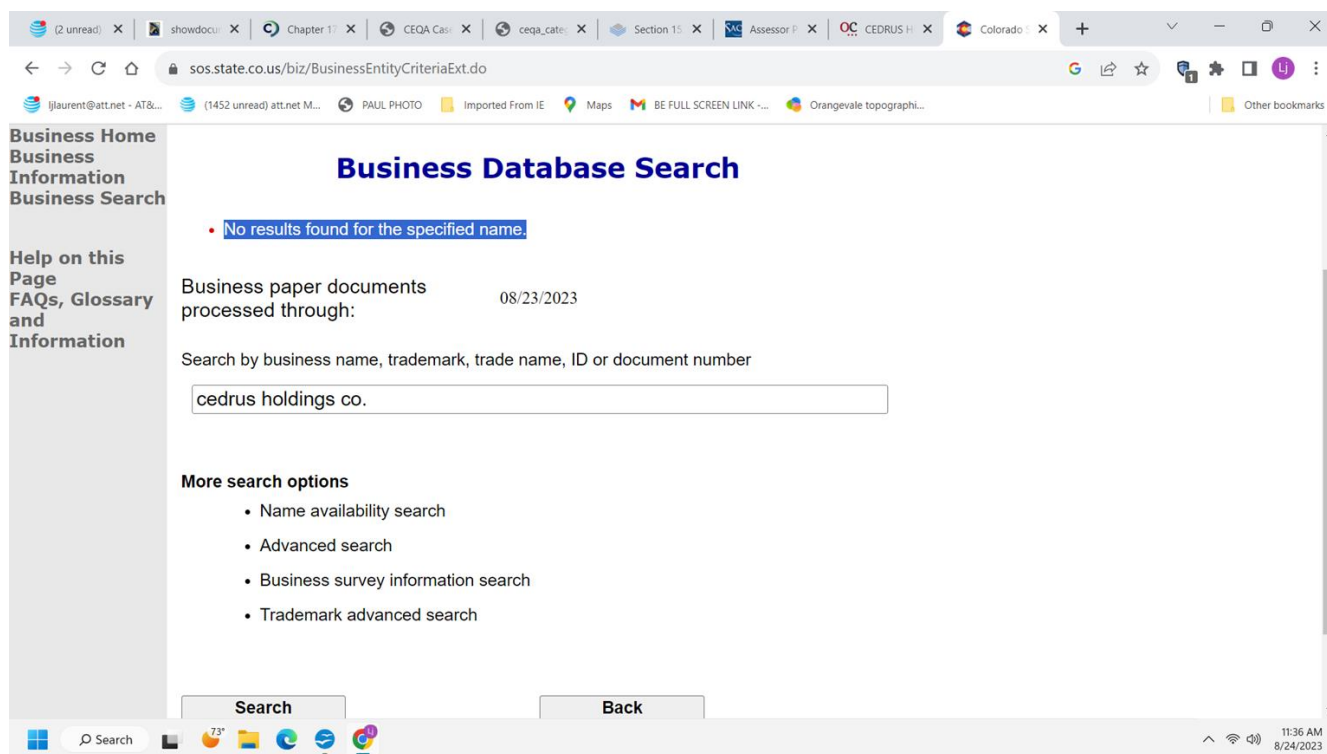 (2 unread)
showdocu
Chapter 17
CEQA Case
ceqa_cate
Section 15
SAC Assessor P
OC CEDRUS H
Colorado S
sos.state.co.us/biz/BusinessEntityCriteriaExt.do
G
Lj
1
ljlaurent@att.net - AT&...
(1452 unread) att.net M...
PAUL PHOTO
Imported From IE
Maps
BE FULL SCREEN LINK -...
Orangevale topographi...
Other bookmarks
Business Home
Business
Information
Business Search
Help on this
Page
FAQs, Glossary
and
Information
Business Database Search
• No results found for the specified name.
Business paper documents
processed through:
08/23/2023
Search by business name, trademark, trade name, ID or document number
cedrus holdings co.
More search options
• Name availability search
• Advanced search
• Business survey information search
• Trademark advanced search
Search
Back
Search
73°
11:36 AM
8/24/2023